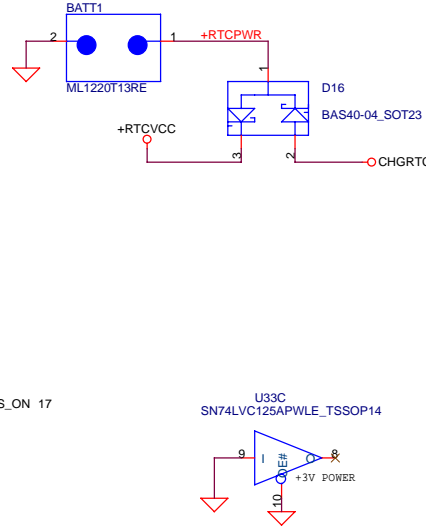 BATT1
2
1
+RTCPWR
ML1220T13RE
1
D16
BAS40-04_SOT23
+RTCVCC
3
2
CHGRTC
S_ON 17
U33C
SN74LVC125APWLE_TSSOP14
9
I
OE#
O
8
+3V POWER
10